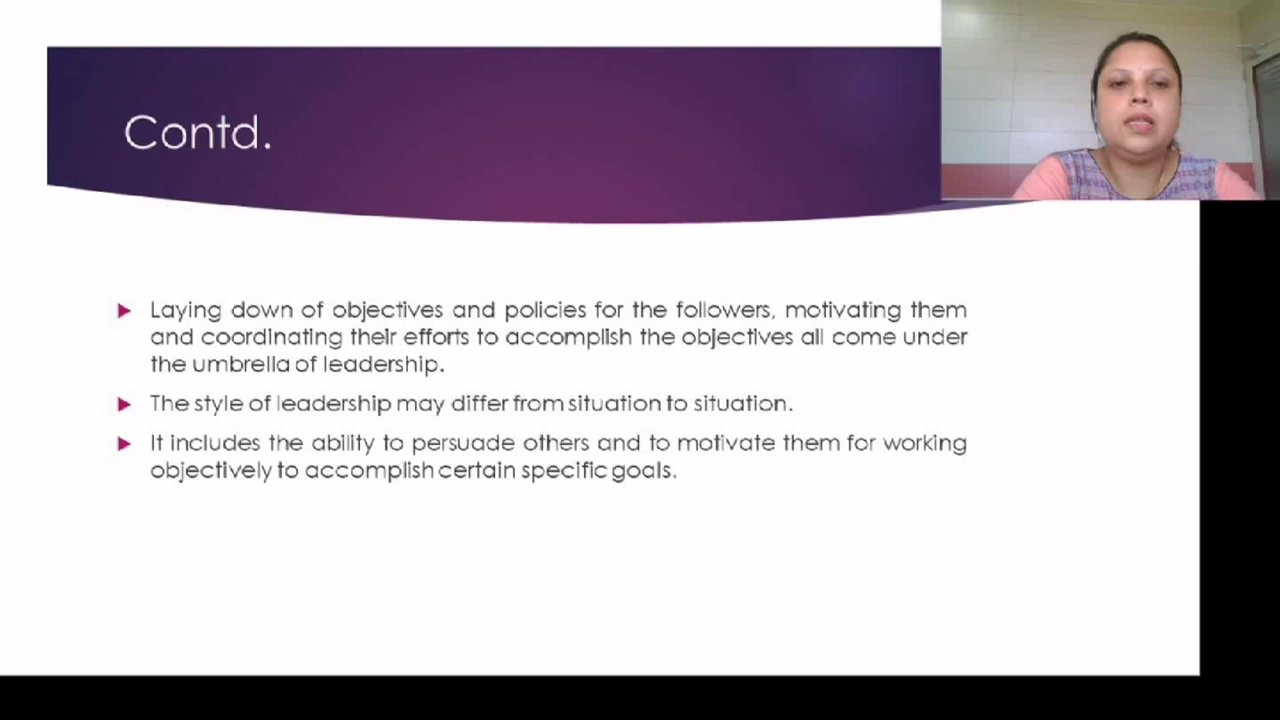 Contd.
Laying down of objectives and policies for the followers, motivating them
and coordinating their efforts to accomplish the objectives all come under
the umbrella of leadership.
The style of leadership may differ from situation to situation.
It includes the ability to persuade others and to motivate them for working
objectively to accomplish certain specific goals.